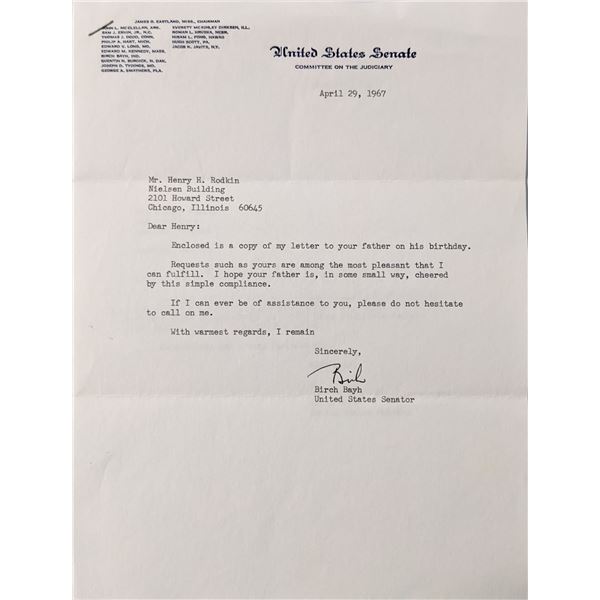 JAMES O. EASTLAND, MISS., CHAIRMAN
JOHN L. MCCLELLAN, ARK.
SAM J. ERVIN, JR., N.C.
THOMAS J. DODD, CONN.
PHILIP A. HART, MICH.
EDWARD V. LONG, MO.
EDWARD M. KENNEDY, MASS.
BIRCH BAYH, IND.
QUENTIN N. BURDICK, N. DAK.
JOSEPH D. TYDINGS, MD.
GEORGE A. SMATHERS, FLA.
EVERETT MCKINLEY DIRKSEN, ILL.
ROMAN L. HRUSKA, NEBR.
HIRAM L. FONG, HAWAII
HUGH SCOTT, PA.
JACOB K. JAVITS, N.Y.
United States Senate
COMMITTEE ON THE JUDICIARY
April 29, 1967
Mr. Henry H. Rodkin
Nielsen Building
2101 Howard Street
Chicago, Illinois 60645
Dear Henry:
Enclosed is a copy of my letter to your father on his birthday.
Requests such as yours are among the most pleasant that I
can fulfill. I hope your father is, in some small way, cheered
by this simple compliance.
If I can ever be of assistance to you, please do not hesitate
to call on me.
With warmest regards, I remain
Sincerely,
Birch
Birch Bayh
United States Senator